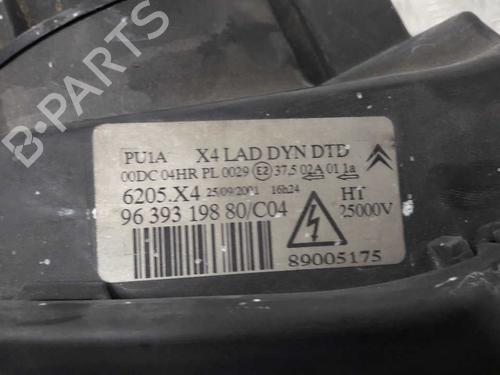 B-PARTS
PU1A X4 LAD DYN DTD
00DC 04HR PL 0029 E2 37.5 02A 01 1a
6205.X4 25/09/2001 16h24 HT
96 393 198 80/C04 25000V
89005175